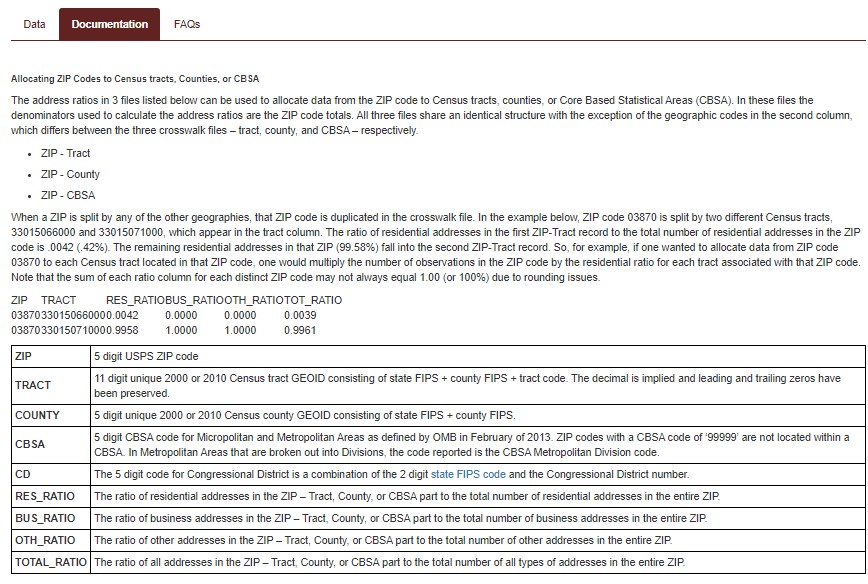 Data Documentation FAQs
Allocating ZIP Codes to Census tracts, Counties, or CBSA
The address ratios in 3 files listed below can be used to allocate data from the ZIP code to Census tracts, counties, or Core Based Statistical Areas (CBSA). In these files the
denominators used to calculate the address ratios are the ZIP code totals. All three files share an identical structure with the exception of the geographic codes in the second column,
which differs between the three crosswalk files – tract, county, and CBSA – respectively.
• ZIP - Tract
• ZIP - County
• ZIP - CBSA
When a ZIP is split by any of the other geographies, that ZIP code is duplicated in the crosswalk file. In the example below, ZIP code 03870 is split by two different Census tracts,
33015066000 and 33015071000, which appear in the tract column. The ratio of residential addresses in the first ZIP-Tract record to the total number of residential addresses in the ZIP
code is .0042 (.42%). The remaining residential addresses in that ZIP (99.58%) fall into the second ZIP-Tract record. So, for example, if one wanted to allocate data from ZIP code
03870 to each Census tract located in that ZIP code, one would multiply the number of observations in the ZIP code by the residential ratio for each tract associated with that ZIP code.
Note that the sum of each ratio column for each distinct ZIP code may not always equal 1.00 (or 100%) due to rounding issues.
ZIP TRACT RES_RATIOBUS_RATIOOTH_RATIOTOT_RATIO
03870330150660000.0042 0.0000 0.0000 0.0039
03870330150710000.9958 1.0000 1.0000 0.9961
ZIP 5 digit USPS ZIP code
TRACT 11 digit unique 2000 or 2010 Census tract GEOID consisting of state FIPS + county FIPS + tract code. The decimal is implied and leading and trailing zeros have
been preserved.
COUNTY 5 digit unique 2000 or 2010 Census county GEOID consisting of state FIPS + county FIPS.
CBSA 5 digit CBSA code for Micropolitan and Metropolitan Areas as defined by OMB in February of 2013. ZIP codes with a CBSA code of '99999' are not located within a
CBSA. In Metropolitan Areas that are broken out into Divisions, the code reported is the CBSA Metropolitan Division code.
CD The 5 digit code for Congressional District is a combination of the 2 digit state FIPS code and the Congressional District number.
RES_RATIO The ratio of residential addresses in the ZIP – Tract, County, or CBSA part to the total number of residential addresses in the entire ZIP.
BUS_RATIO The ratio of business addresses in the ZIP – Tract, County, or CBSA part to the total number of business addresses in the entire ZIP.
OTH_RATIO The ratio of other addresses in the ZIP – Tract, County, or CBSA part to the total number of other addresses in the entire ZIP.
TOTAL_RATIO The ratio of all addresses in the ZIP – Tract, County, or CBSA part to the total number of all types of addresses in the entire ZIP.